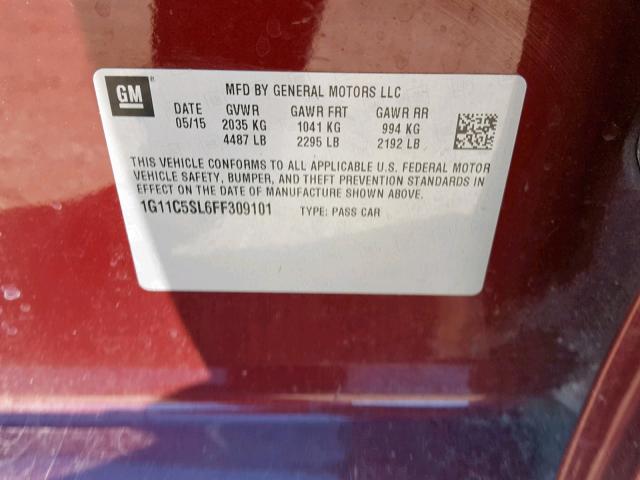 GM
MFD BY GENERAL MOTORS LLC
DATE GVWR GAWR FRT GAWR RR
05/15 2035 KG 1041 KG 994 KG
4487 LB 2295 LB 2192 LB
THIS VEHICLE CONFORMS TO ALL APPLICABLE U.S. FEDERAL MOTOR
VEHICLE SAFETY, BUMPER, AND THEFT PREVENTION STANDARDS IN
EFFECT ON THE DATE OF MANUFACTURE SHOWN ABOVE.
1G11C5SL6FF309101 TYPE: PASS CAR